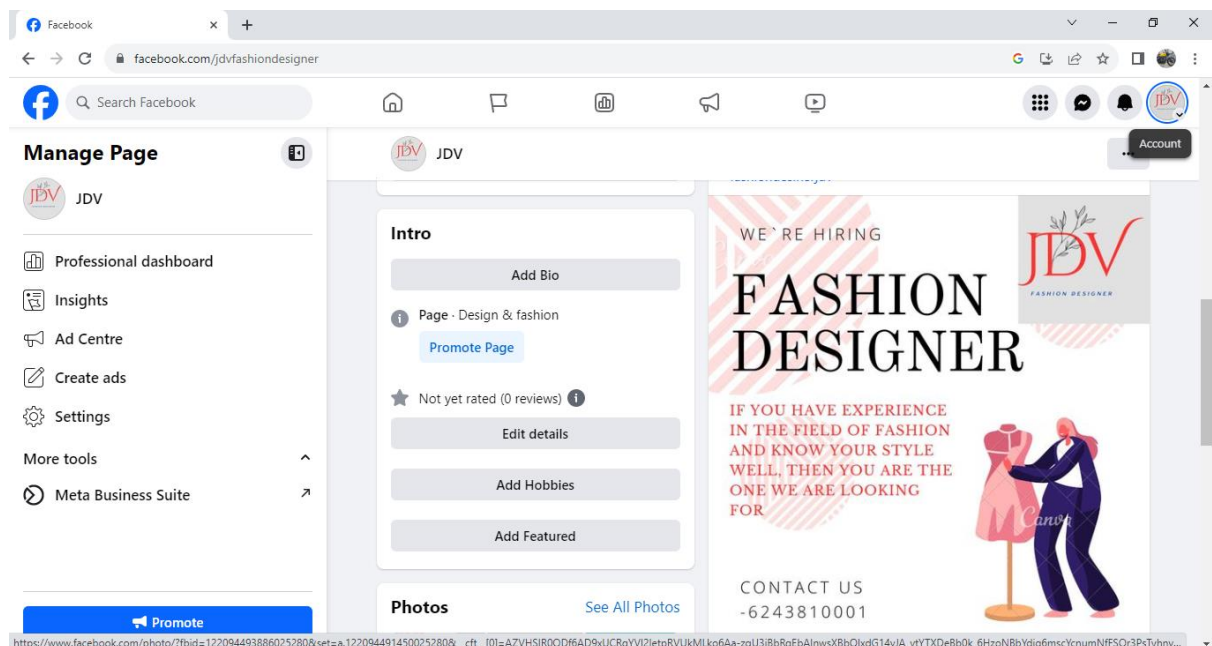 Facebook
facebook.com/jdvfashiondesigner
Search Facebook
Account
Manage Page
JDV
Professional dashboard
Insights
Ad Centre
Create ads
Settings
More tools
Meta Business Suite
Promote
JDV
Intro
Add Bio
Page · Design & fashion
Promote Page
Not yet rated (0 reviews)
Edit details
Add Hobbies
Add Featured
Photos
See All Photos
WE`RE HIRING
JDV
FASHION DESIGNER
FASHION
DESIGNER
IF YOU HAVE EXPERIENCE
IN THE FIELD OF FASHION
AND KNOW YOUR STYLE
WELL, THEN YOU ARE THE
ONE WE ARE LOOKING
FOR
Canva
CONTACT US
-6243810001